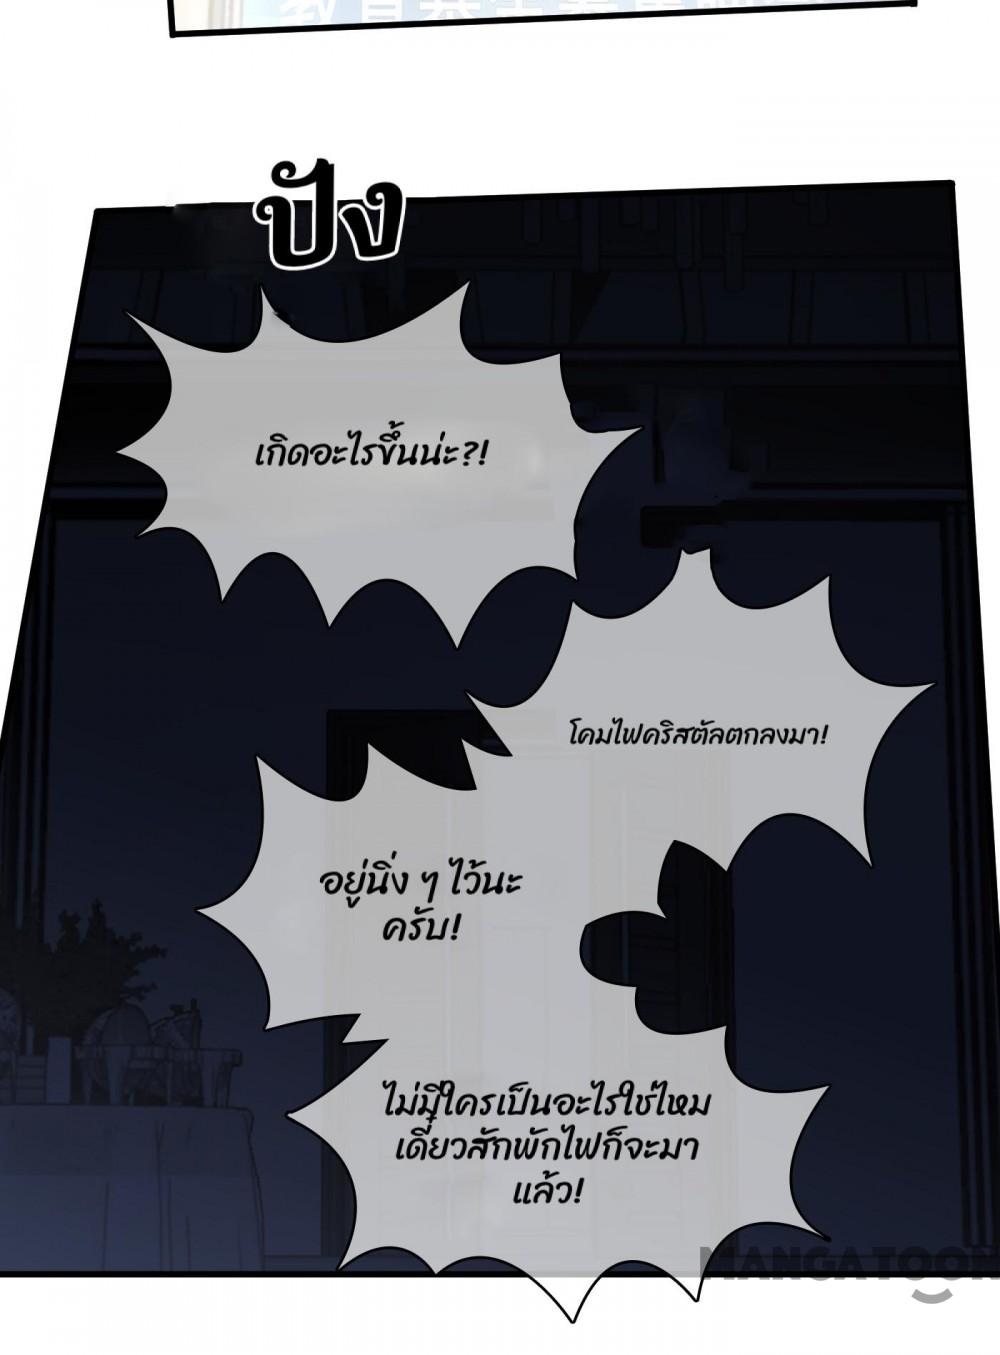 ปัง
เกิดอะไรขึ้นน่ะ?!
โคมไฟคริสตัลตกลงมา!
อยู่นิ่ง ๆ ไว้นะ
ครับ!
ไม่มีใครเป็นอะไรใช่ไหม
เดี๋ยวสักพักไฟก็จะมา
แล้ว!
MANGATOON